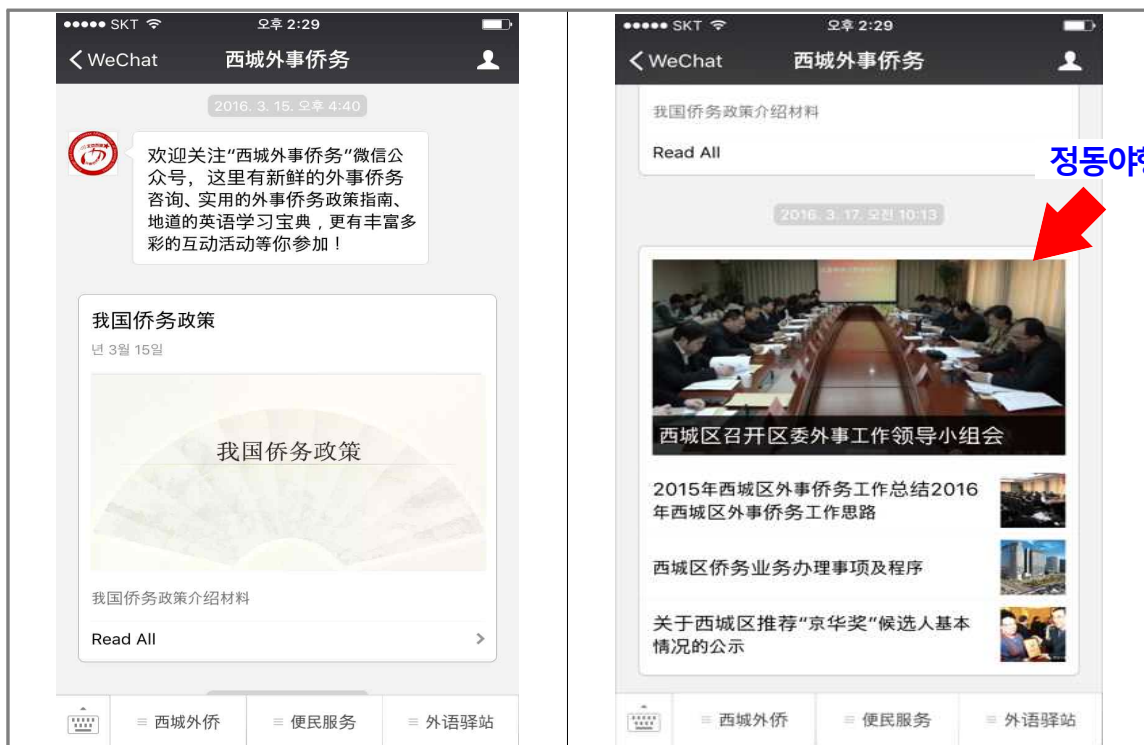 SKT
오후 2:29
WeChat
西城外事侨务
2016. 3. 15. 오후 4:40
欢迎关注“西城外事侨务”微信公
众号，这里有新鲜的外事侨务
咨询、实用的外事侨务政策指南、
地道的英语学习宝典，更有丰富多
彩的互动活动等你参加！
我国侨务政策
년 3월 15일
我国侨务政策
我国侨务政策介绍材料
Read All
西城外侨
便民服务
外语驿站
SKT
오후 2:29
WeChat
西城外事侨务
我国侨务政策介绍材料
Read All
정동야행
2016. 3. 17. 오전 10:13
西城区召开区委外事工作领导小组会
2015年西城区外事侨务工作总结2016
年西城区外事侨务工作思路
西城区侨务业务办理事项及程序
关于西城区推荐“京华奖”候选人基本
情况的公示
西城外侨
便民服务
外语驿站